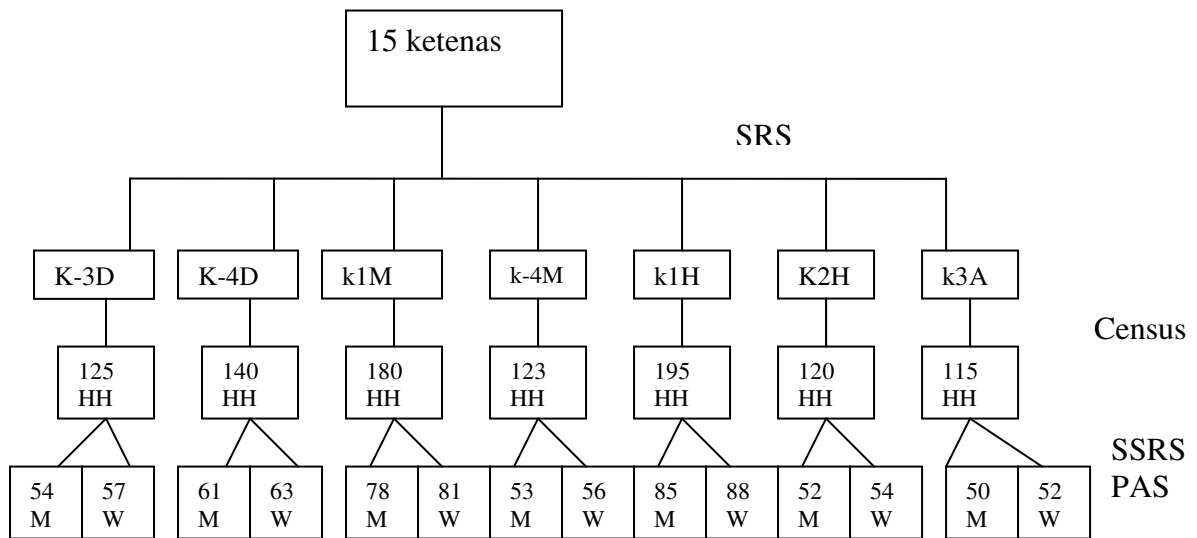 15 ketenas
SRS
K-3D
K-4D
k1M
k-4M
k1H
K2H
k3A
Census
125
HH
140
HH
180
HH
123
HH
195
HH
120
HH
115
HH
SSRS
PAS
54
M
57
W
61
M
63
W
78
M
81
W
53
M
56
W
85
M
88
W
52
M
54
W
50
M
52
W